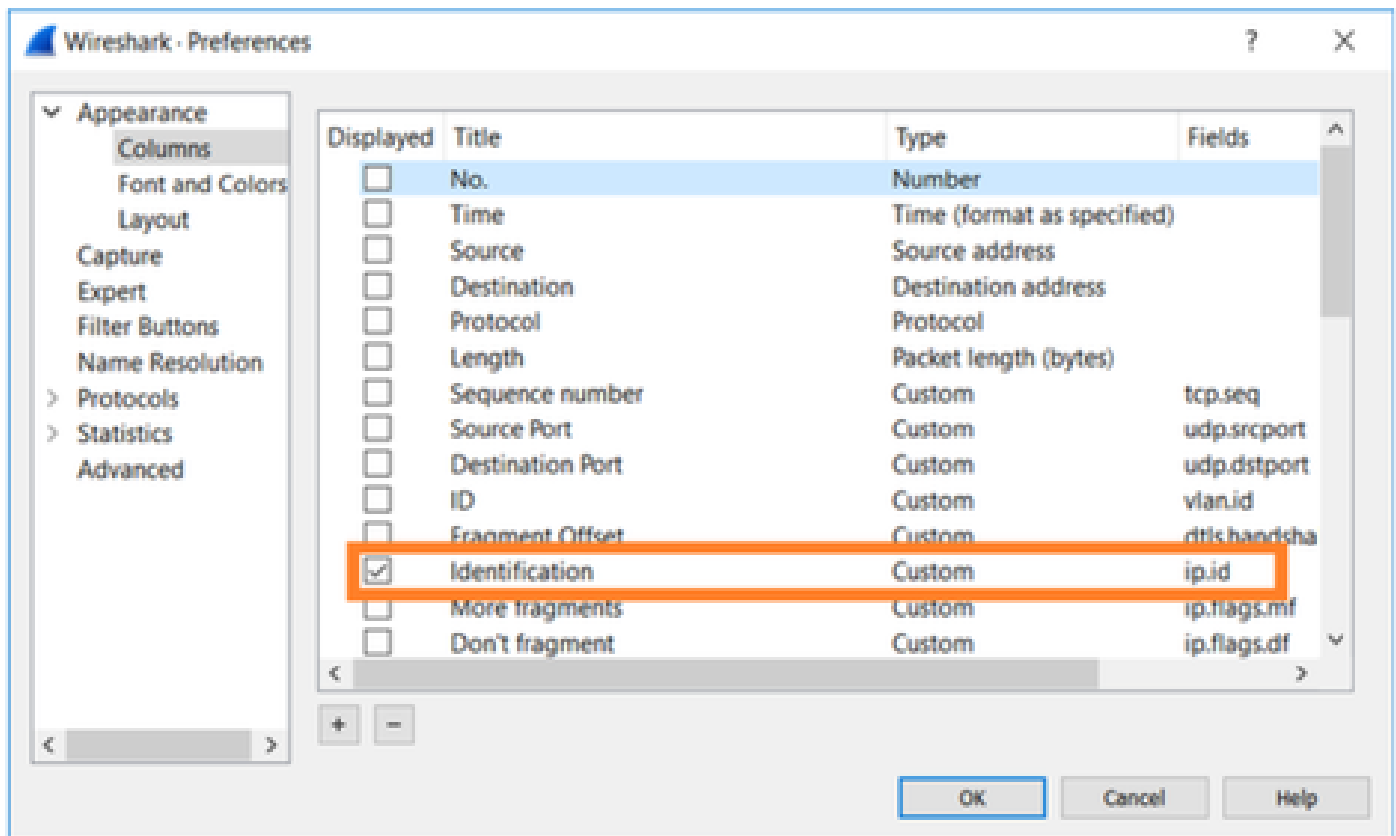 Wireshark · Preferences
Appearance
Columns
Font and Colors
Layout
Capture
Expert
Filter Buttons
Name Resolution
Protocols
Statistics
Advanced
Displayed Title Type Fields
No. Number
Time Time (format as specified)
Source Source address
Destination Destination address
Protocol Protocol
Length Packet length (bytes)
Sequence number Custom tcp.seq
Source Port Custom udp.srcport
Destination Port Custom udp.dstport
ID Custom vlan.id
Fragment Offset Custom dtls.handsha
Identification Custom ip.id
More fragments Custom ip.flags.mf
Don't fragment Custom ip.flags.df
OK Cancel Help